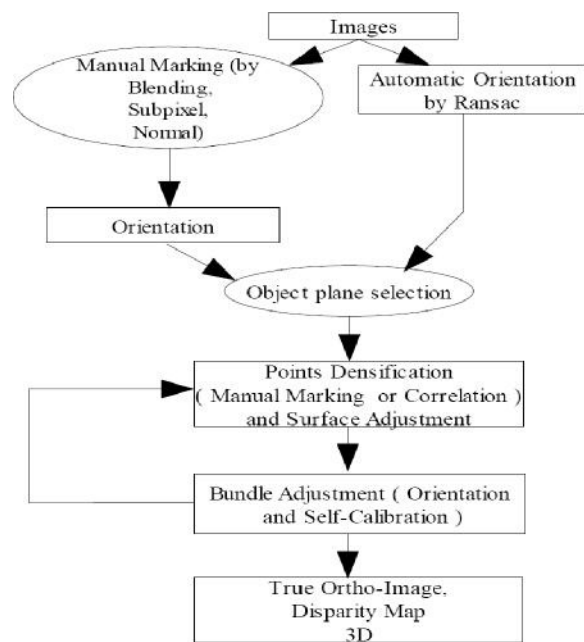 Images
Manual Marking (by
Blending,
Subpixel,
Normal)
Automatic Orientation
by Ransac
Orientation
Object plane selection
Points Densification
( Manual Marking or Correlation )
and Surface Adjustment
Bundle Adjustment ( Orientation
and Self-Calibration )
True Ortho-Image,
Disparity Map
3D